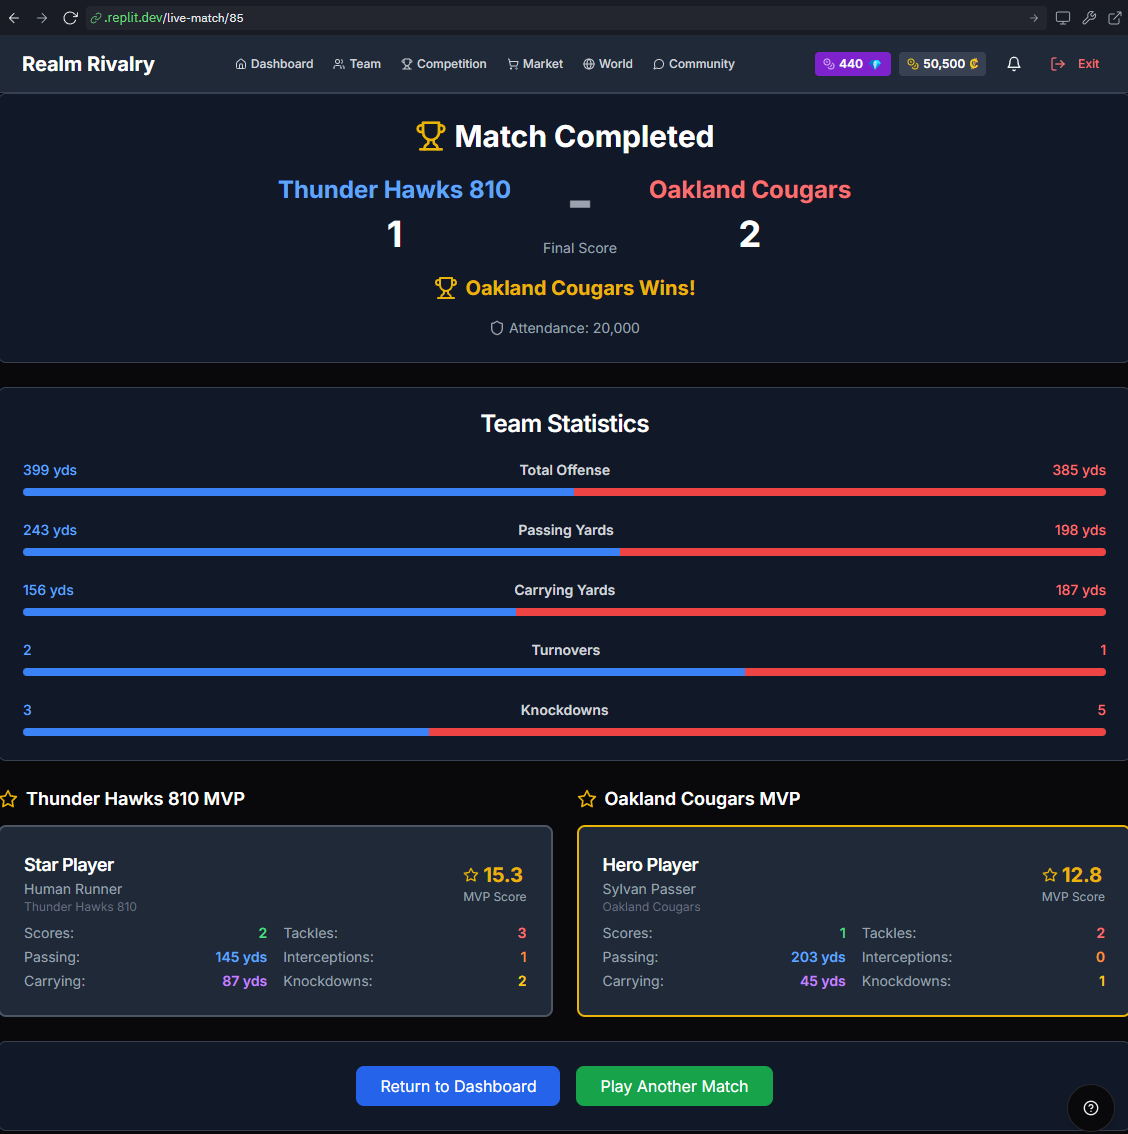 .replit.dev/live-match/85
Realm Rivalry
Dashboard
Team
Competition
Market
World
Community
440
50,500 ₡
Exit
Match Completed
Thunder Hawks 810
-
Oakland Cougars
1
2
Final Score
Oakland Cougars Wins!
Attendance: 20,000
Team Statistics
399 yds Total Offense 385 yds
243 yds Passing Yards 198 yds
156 yds Carrying Yards 187 yds
2 Turnovers 1
3 Knockdowns 5
Thunder Hawks 810 MVP
Star Player
Human Runner
Thunder Hawks 810
15.3
MVP Score
Scores: 2 Tackles: 3
Passing: 145 yds Interceptions: 1
Carrying: 87 yds Knockdowns: 2
Oakland Cougars MVP
Hero Player
Sylvan Passer
Oakland Cougars
12.8
MVP Score
Scores: 1 Tackles: 2
Passing: 203 yds Interceptions: 0
Carrying: 45 yds Knockdowns: 1
Return to Dashboard
Play Another Match